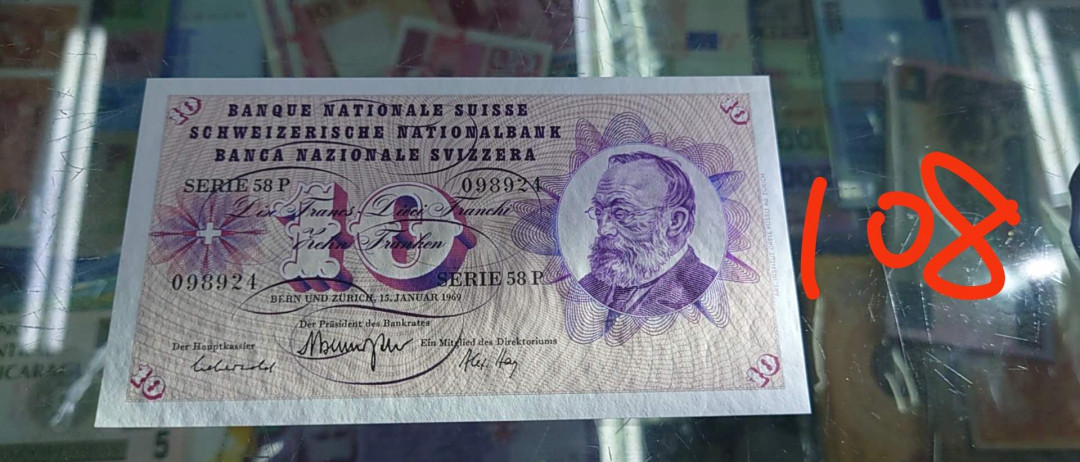 10 10
BANQUE NATIONALE SUISSE
SCHWEIZERISCHE NATIONALBANK
BANCA NAZIONALE SVIZZERA
SERIE 58 P 098924
Dix Francs Dieci Franchi
10
Zehn Franken
098924 SERIE 58 P
BERN UND ZÜRICH, 15. JANUAR 1969
Der Präsident des Bankrates
Der Hauptkassier
Ein Mitglied des Direktoriums
10 10
108
5